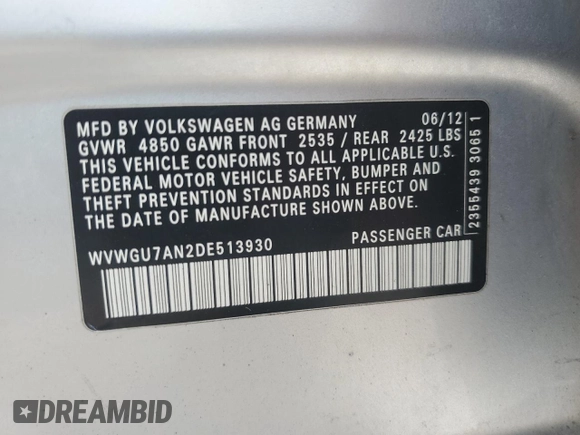 MFD BY VOLKSWAGEN AG GERMANY 06/12
GVWR 4850 GAWR FRONT 2535 / REAR 2425 LBS
THIS VEHICLE CONFORMS TO ALL APPLICABLE U.S.
FEDERAL MOTOR VEHICLE SAFETY, BUMPER AND
THEFT PREVENTION STANDARDS IN EFFECT ON
THE DATE OF MANUFACTURE SHOWN ABOVE.
WVWGU7AN2DE513930 PASSENGER CAR
2355439 3065 1
DREAMBID